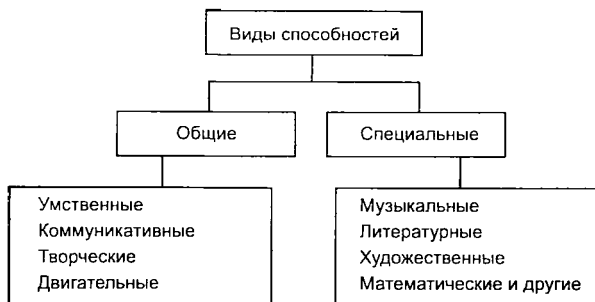 Виды способностей
Общие
Специальные
Умственные
Коммуникативные
Творческие
Двигательные
Музыкальные
Литературные
Художественные
Математические и другие